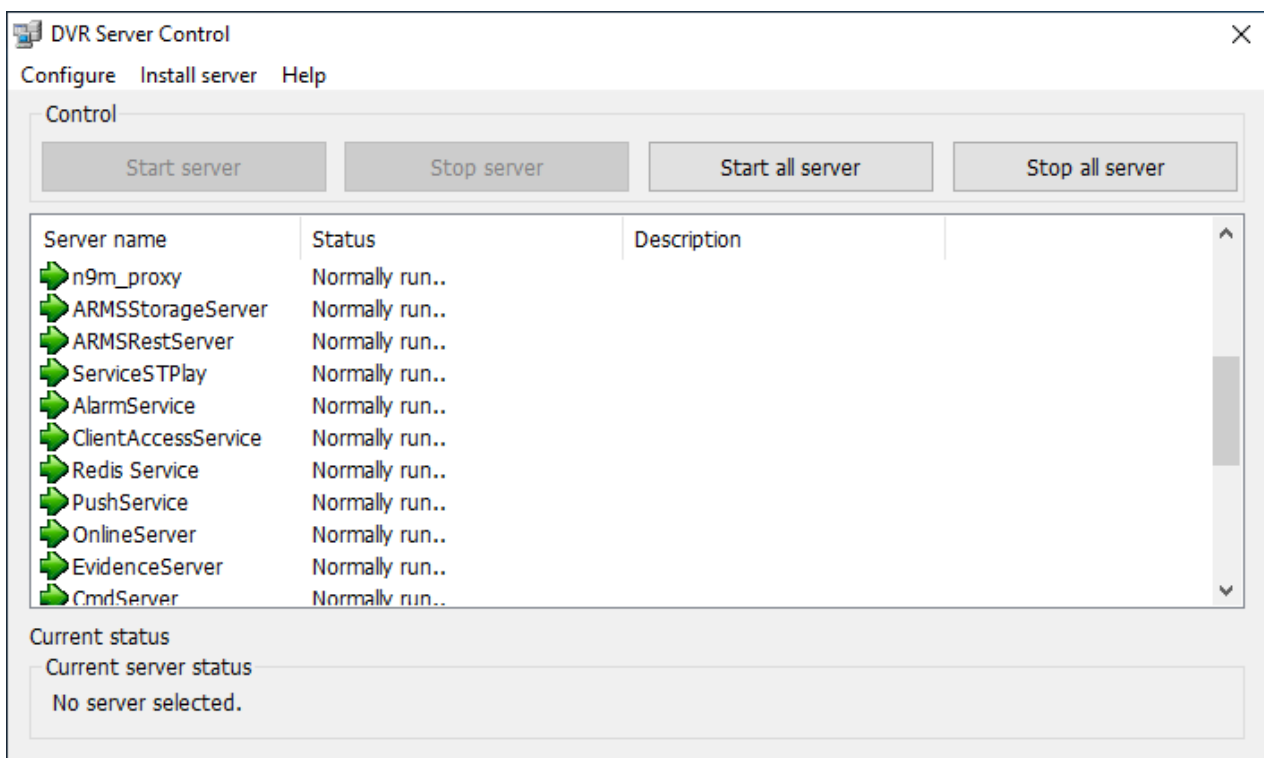 DVR Server Control
Configure Install server Help
Control
Start server Stop server Start all server Stop all server
Server name Status Description
n9m_proxy Normally run..
ARMSStorageServer Normally run..
ARMSRestServer Normally run..
ServiceSTPlay Normally run..
AlarmService Normally run..
ClientAccessService Normally run..
Redis Service Normally run..
PushService Normally run..
OnlineServer Normally run..
EvidenceServer Normally run..
CmdServer Normally run..
Current status
Current server status
No server selected.